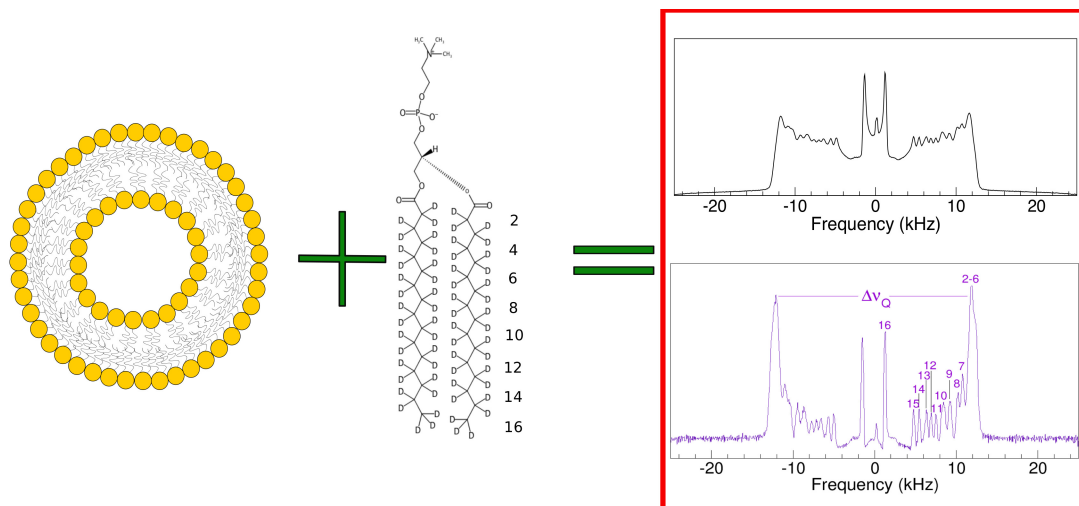 H₃C CH₃
N⁺ CH₃
O
O P O⁻
O
H
O O
O O
D D D D 2
D D D D
D D D D 4
D D D D
D D D D 6
D D D D
D D D D 8
D D D D
D D D D 10
D D D D
D D D D 12
D D D D
D D D D 14
D D D D
D D D D 16
-20 -10 0 10 20
Frequency (kHz)
2-6
Δν_Q
16
12
13 9 7
14 10 8
15 11
-20 -10 0 10 20
Frequency (kHz)